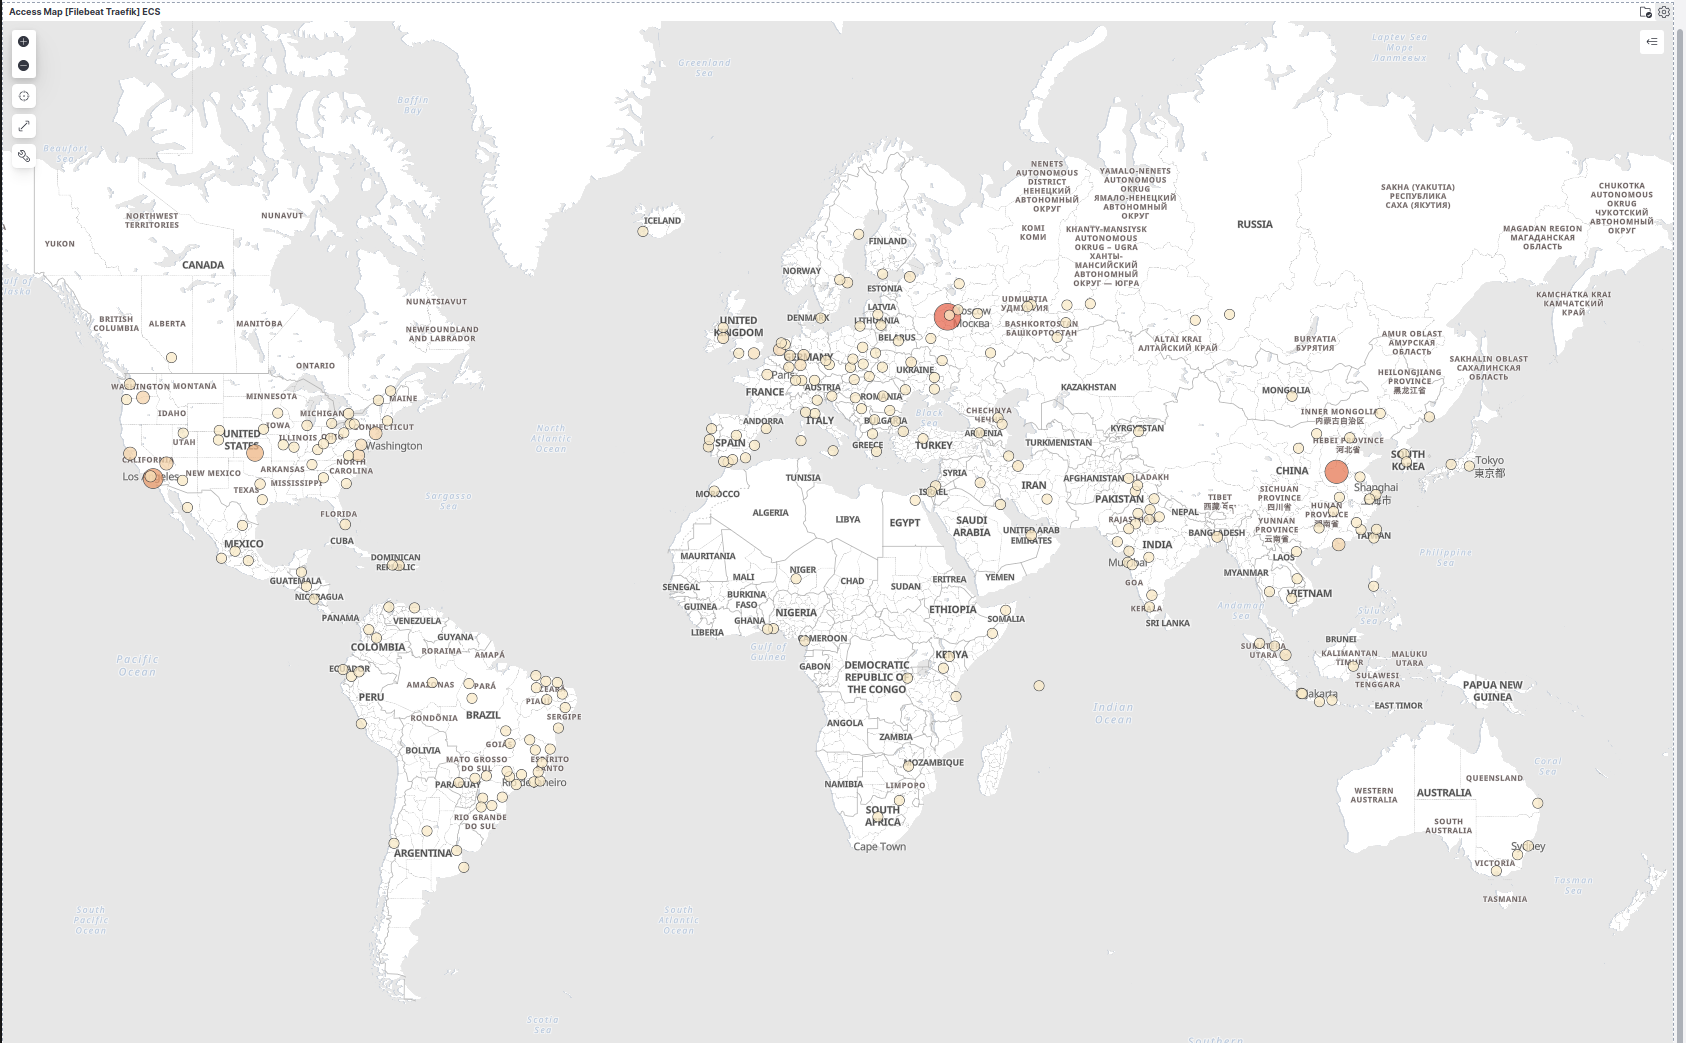 Access Map [Filebeat Traefik] ECS
Laptev Sea
Море
Лаптевых
Greenland
Sea
Baffin
Bay
Beaufort
Sea
NENETS
AUTONOMOUS
DISTRICT
НЕНЕЦКИЙ
АВТОНОМНЫЙ
ОКРУГ
YAMALO-NENETS
AUTONOMOUS
OKRUG
ЯМАЛО-НЕНЕЦКИЙ
АВТОНОМНЫЙ
ОКРУГ
SAKHA (YAKUTIA)
РЕСПУБЛИКА
САХА (ЯКУТИЯ)
CHUKOTKA
AUTONOMOUS
OKRUG
ЧУКОТСКИЙ
АВТОНОМНЫЙ
ОКРУГ
NORTHWEST
TERRITORIES
NUNAVUT
ICELAND
YUKON
CANADA
FINLAND
KOMI
КОМИ
KHANTY-MANSIYSK
AUTONOMOUS
OKRUG – UGRA
ХАНТЫ-
МАНСИЙСКИЙ
АВТОНОМНЫЙ
ОКРУГ — ЮГРА
RUSSIA
MAGADAN REGION
МАГАДАНСКАЯ
ОБЛАСТЬ
NORWAY
ESTONIA
NUNATSIAVUT
KAMCHATKA KRAI
КАМЧАТСКИЙ
КРАЙ
BRITISH
COLUMBIA
ALBERTA
MANITOBA
NEWFOUNDLAND
AND LABRADOR
UNITED
KINGDOM
DENMARK
LATVIA
LITHUANIA
BELARUS
Moscow
Москва
UDMURTIA
УДМУРТИЯ
BASHKORTOSTAN
БАШКОРТОСТАН
ALTAI KRAI
АЛТАЙСКИЙ КРАЙ
BURYATIA
БУРЯТИЯ
AMUR OBLAST
АМУРСКАЯ
ОБЛАСТЬ
SAKHALIN OBLAST
САХАЛИНСКАЯ
ОБЛАСТЬ
ONTARIO
GERMANY
Paris
UKRAINE
HEILONGJIANG
PROVINCE
黑龙江省
WASHINGTON
MONTANA
FRANCE
AUSTRIA
ROMANIA
KAZAKHSTAN
MONGOLIA
MINNESOTA
MAINE
IDAHO
MICHIGAN
IOWA
CONNECTICUT
UTAH
UNITED
STATES
ILLINOIS
OHIO
Washington
North
Atlantic
Ocean
ANDORRA
ITALY
BULGARIA
Black
Sea
CHECHNYA
ARMENIA
KYRGYZSTAN
INNER MONGOLIA
内蒙古自治区
HEBEI PROVINCE
河北省
SPAIN
GREECE
TURKEY
TURKMENISTAN
CALIFORNIA
Los Angeles
NEW MEXICO
ARKANSAS
NORTH
CAROLINA
MISSISSIPPI
TEXAS
Sargasso
Sea
TUNISIA
SYRIA
IRAN
AFGHANISTAN
LADAKH
CHINA
SOUTH
KOREA
Tokyo
東京都
MOROCCO
ISRAEL
PAKISTAN
TIBET
SICHUAN
PROVINCE
四川省
Shanghai
HUNAN
PROVINCE
湖南省
FLORIDA
ALGERIA
LIBYA
EGYPT
SAUDI
ARABIA
UNITED ARAB
EMIRATES
NEPAL
YUNNAN
PROVINCE
云南省
BANGLADESH
TAIWAN
MEXICO
CUBA
INDIA
Mumbai
LAOS
Philippine
Sea
DOMINICAN
REPUBLIC
MAURITANIA
MALI
NIGER
CHAD
SUDAN
ERITREA
YEMEN
GOA
MYANMAR
GUATEMALA
NICARAGUA
SENEGAL
BURKINA
FASO
GUINEA
GHANA
NIGERIA
ETHIOPIA
SOMALIA
KERALA
SRI LANKA
Andaman
Sea
VIETNAM
Sulu
Sea
PANAMA
VENEZUELA
LIBERIA
CAMEROON
Gulf of
Guinea
GUYANA
COLOMBIA
RORAIMA
AMAPÁ
BRUNEI
SUMATERA
UTARA
KALIMANTAN
TIMUR
MALUKU
UTARA
Pacific
Ocean
ECUADOR
GABON
DEMOCRATIC
REPUBLIC OF
THE CONGO
KENYA
SULAWESI
TENGGARA
PAPUA NEW
GUINEA
AMAZONAS
PARÁ
CEARÁ
PIAUÍ
PERU
SERGIPE
RONDÔNIA
BRAZIL
Jakarta
EAST TIMOR
Indian
Ocean
ANGOLA
ZAMBIA
GOIÁS
BOLIVIA
MATO GROSSO
DO SUL
ESPÍRITO
SANTO
MOZAMBIQUE
Coral
Sea
PARAGUAY
Rio de Janeiro
NAMIBIA
LIMPOPO
QUEENSLAND
WESTERN
AUSTRALIA
AUSTRALIA
RIO GRANDE
DO SUL
SOUTH
AFRICA
SOUTH
AUSTRALIA
Cape Town
ARGENTINA
Sydney
VICTORIA
Tasman
Sea
TASMANIA
South
Pacific
Ocean
South
Atlantic
Ocean
Scotia
Sea
Southern